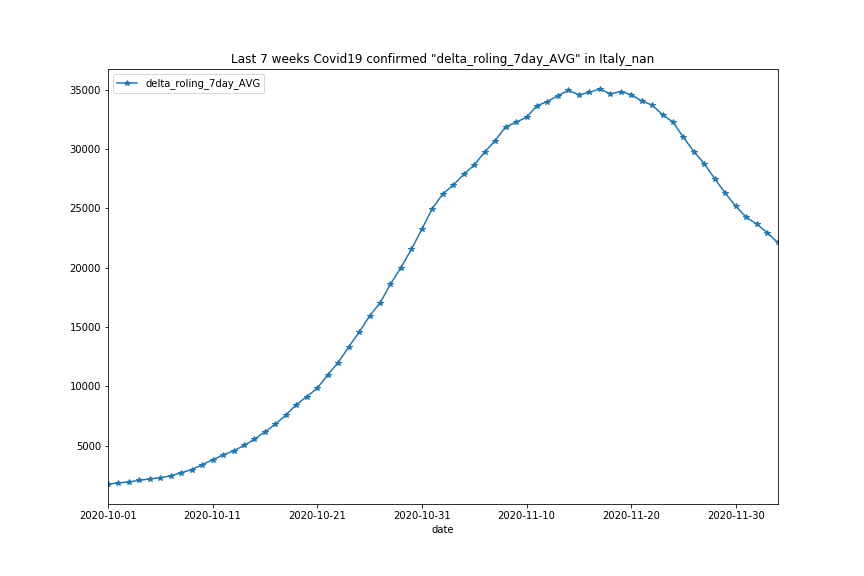 Last 7 weeks Covid19 confirmed "delta_roling_7day_AVG" in Italy_nan
delta_roling_7day_AVG
35000
30000
25000
20000
15000
10000
5000
2020-10-01 2020-10-11 2020-10-21 2020-10-31 2020-11-10 2020-11-20 2020-11-30
date